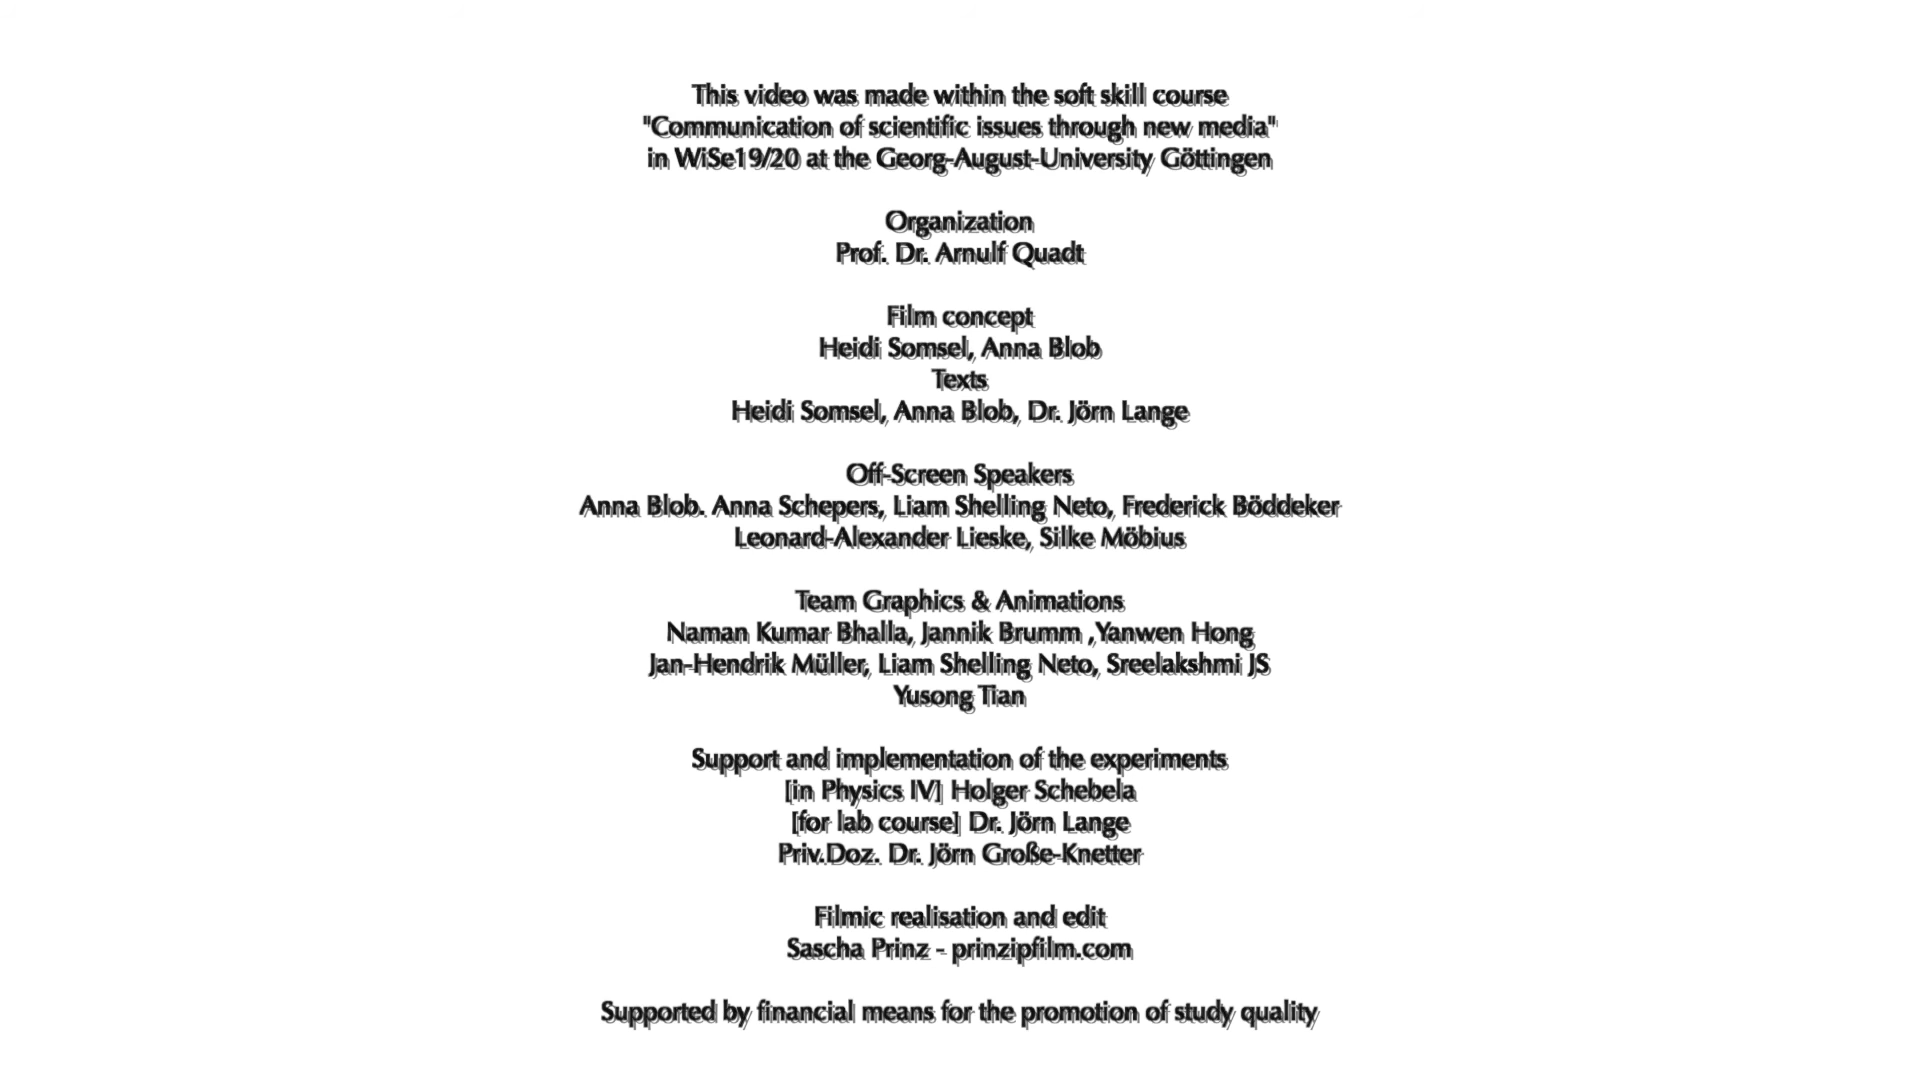 This video was made within the soft skill course
"Communication of scientific issues through new media"
in WiSe19/20 at the Georg-August-University Göttingen
Organization
Prof. Dr. Arnulf Quadt
Film concept
Heidi Somsel, Anna Blob
Texts
Heidi Somsel, Anna Blob, Dr. Jörn Lange
Off-Screen Speakers
Anna Blob. Anna Schepers, Liam Shelling Neto, Frederick Böddeker
Leonard-Alexander Lieske, Silke Möbius
Team Graphics & Animations
Naman Kumar Bhalla, Jannik Brumm ,Yanwen Hong
Jan-Hendrik Müller, Liam Shelling Neto, Sreelakshmi JS
Yusong Tian
Support and implementation of the experiments
[in Physics IV] Holger Schebela
[for lab course] Dr. Jörn Lange
Priv.Doz. Dr. Jörn Große-Knetter
Filmic realisation and edit
Sascha Prinz - prinzipfilm.com
Supported by financial means for the promotion of study quality